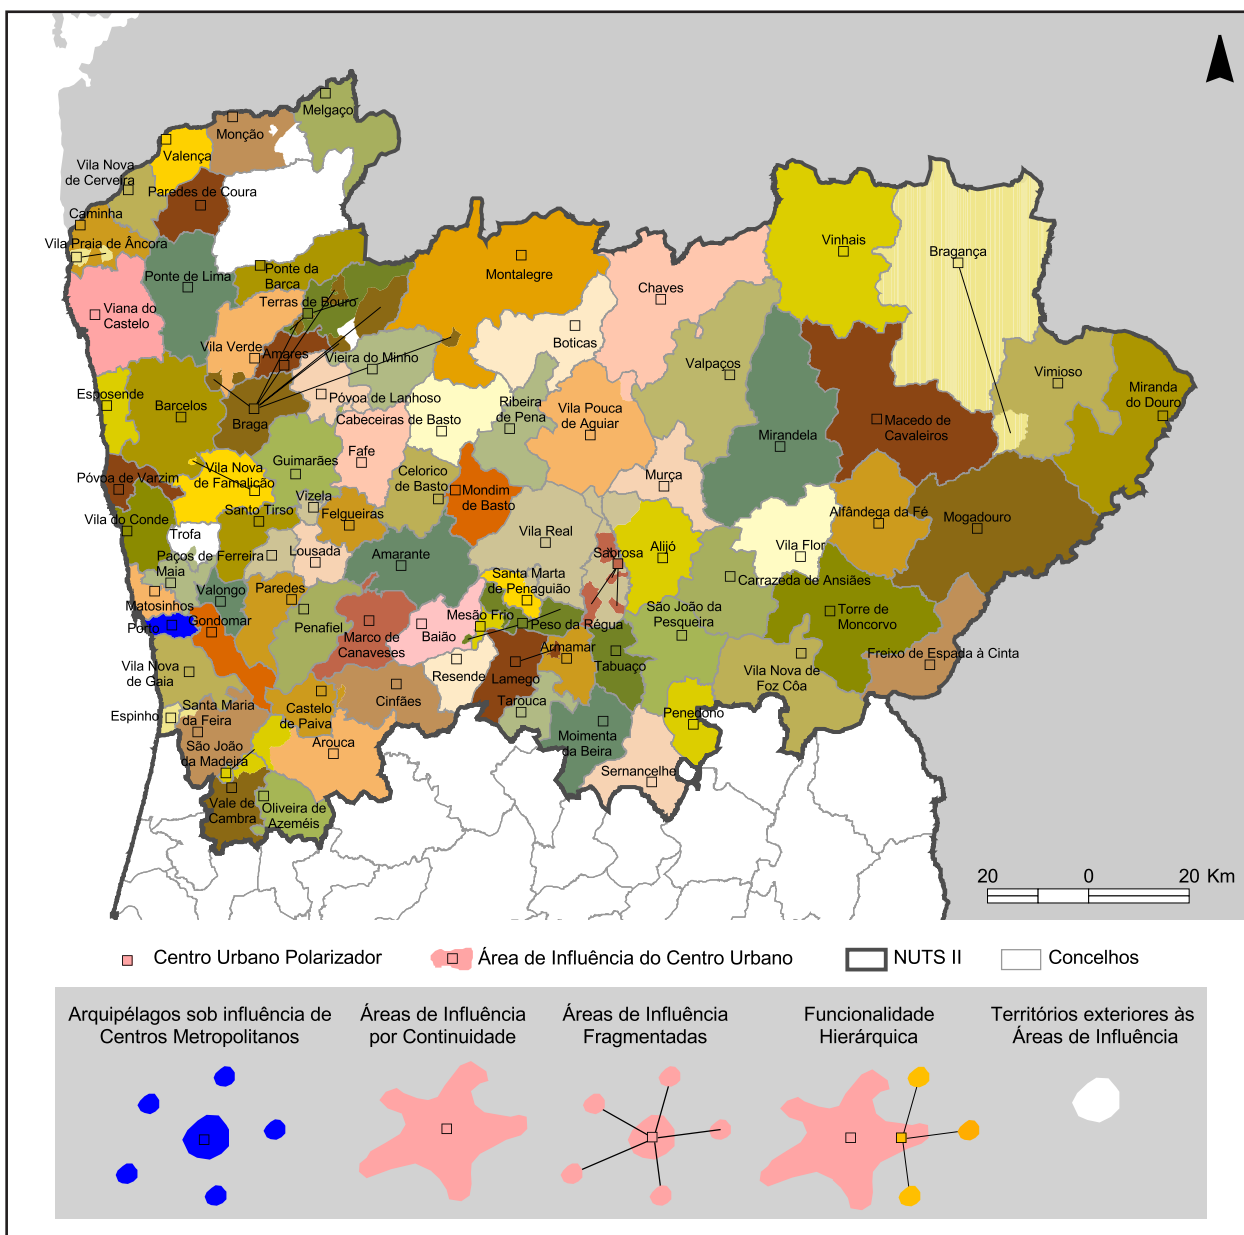 Melgaço
Monção
Valença
Vila Nova
de Cerveira
Paredes de Coura
Caminha
Vila Praia de Âncora
Ponte de Lima
Ponte da
Barca
Terras de Bouro
Viana do
Castelo
Vila Verde
Amares
Vieira do Minho
Montalegre
Boticas
Chaves
Vinhais
Bragança
Valpaços
Vimioso
Miranda
do Douro
Esposende
Barcelos
Braga
Póvoa de Lanhoso
Cabeceiras de Basto
Ribeira
de Pena
Vila Pouca
de Aguiar
Macedo de
Cavaleiros
Mirandela
Fafe
Guimarães
Celorico
de Basto
Mondim
de Basto
Murça
Póvoa de Varzim
Vila Nova
de Famalicão
Vizela
Felgueiras
Santo Tirso
Vila do Conde
Trofa
Vila Real
Alfândega da Fé
Mogadouro
Paços de Ferreira
Lousada
Amarante
Sabrosa
Alijó
Vila Flor
Maia
Matosinhos
Valongo
Paredes
Penafiel
Santa Marta
de Penaguião
Carrazeda de Ansiães
Porto
Gondomar
Marco de
Canaveses
Baião
Mesão Frio
Peso da Régua
São João da
Pesqueira
Torre de
Moncorvo
Vila Nova
de Gaia
Resende
Lamego
Armamar
Tabuaço
Vila Nova de
Foz Côa
Freixo de Espada à Cinta
Espinho
Santa Maria
da Feira
Castelo
de Paiva
Cinfães
Tarouca
Penedono
São João
da Madeira
Arouca
Moimenta
da Beira
Sernancelhe
Vale de
Cambra
Oliveira de
Azeméis
20 0 20 Km
Centro Urbano Polarizador
Área de Influência do Centro Urbano
NUTS II
Concelhos
Arquipélagos sob influência de
Centros Metropolitanos
Áreas de Influência
por Continuidade
Áreas de Influência
Fragmentadas
Funcionalidade
Hierárquica
Territórios exteriores às
Áreas de Influência